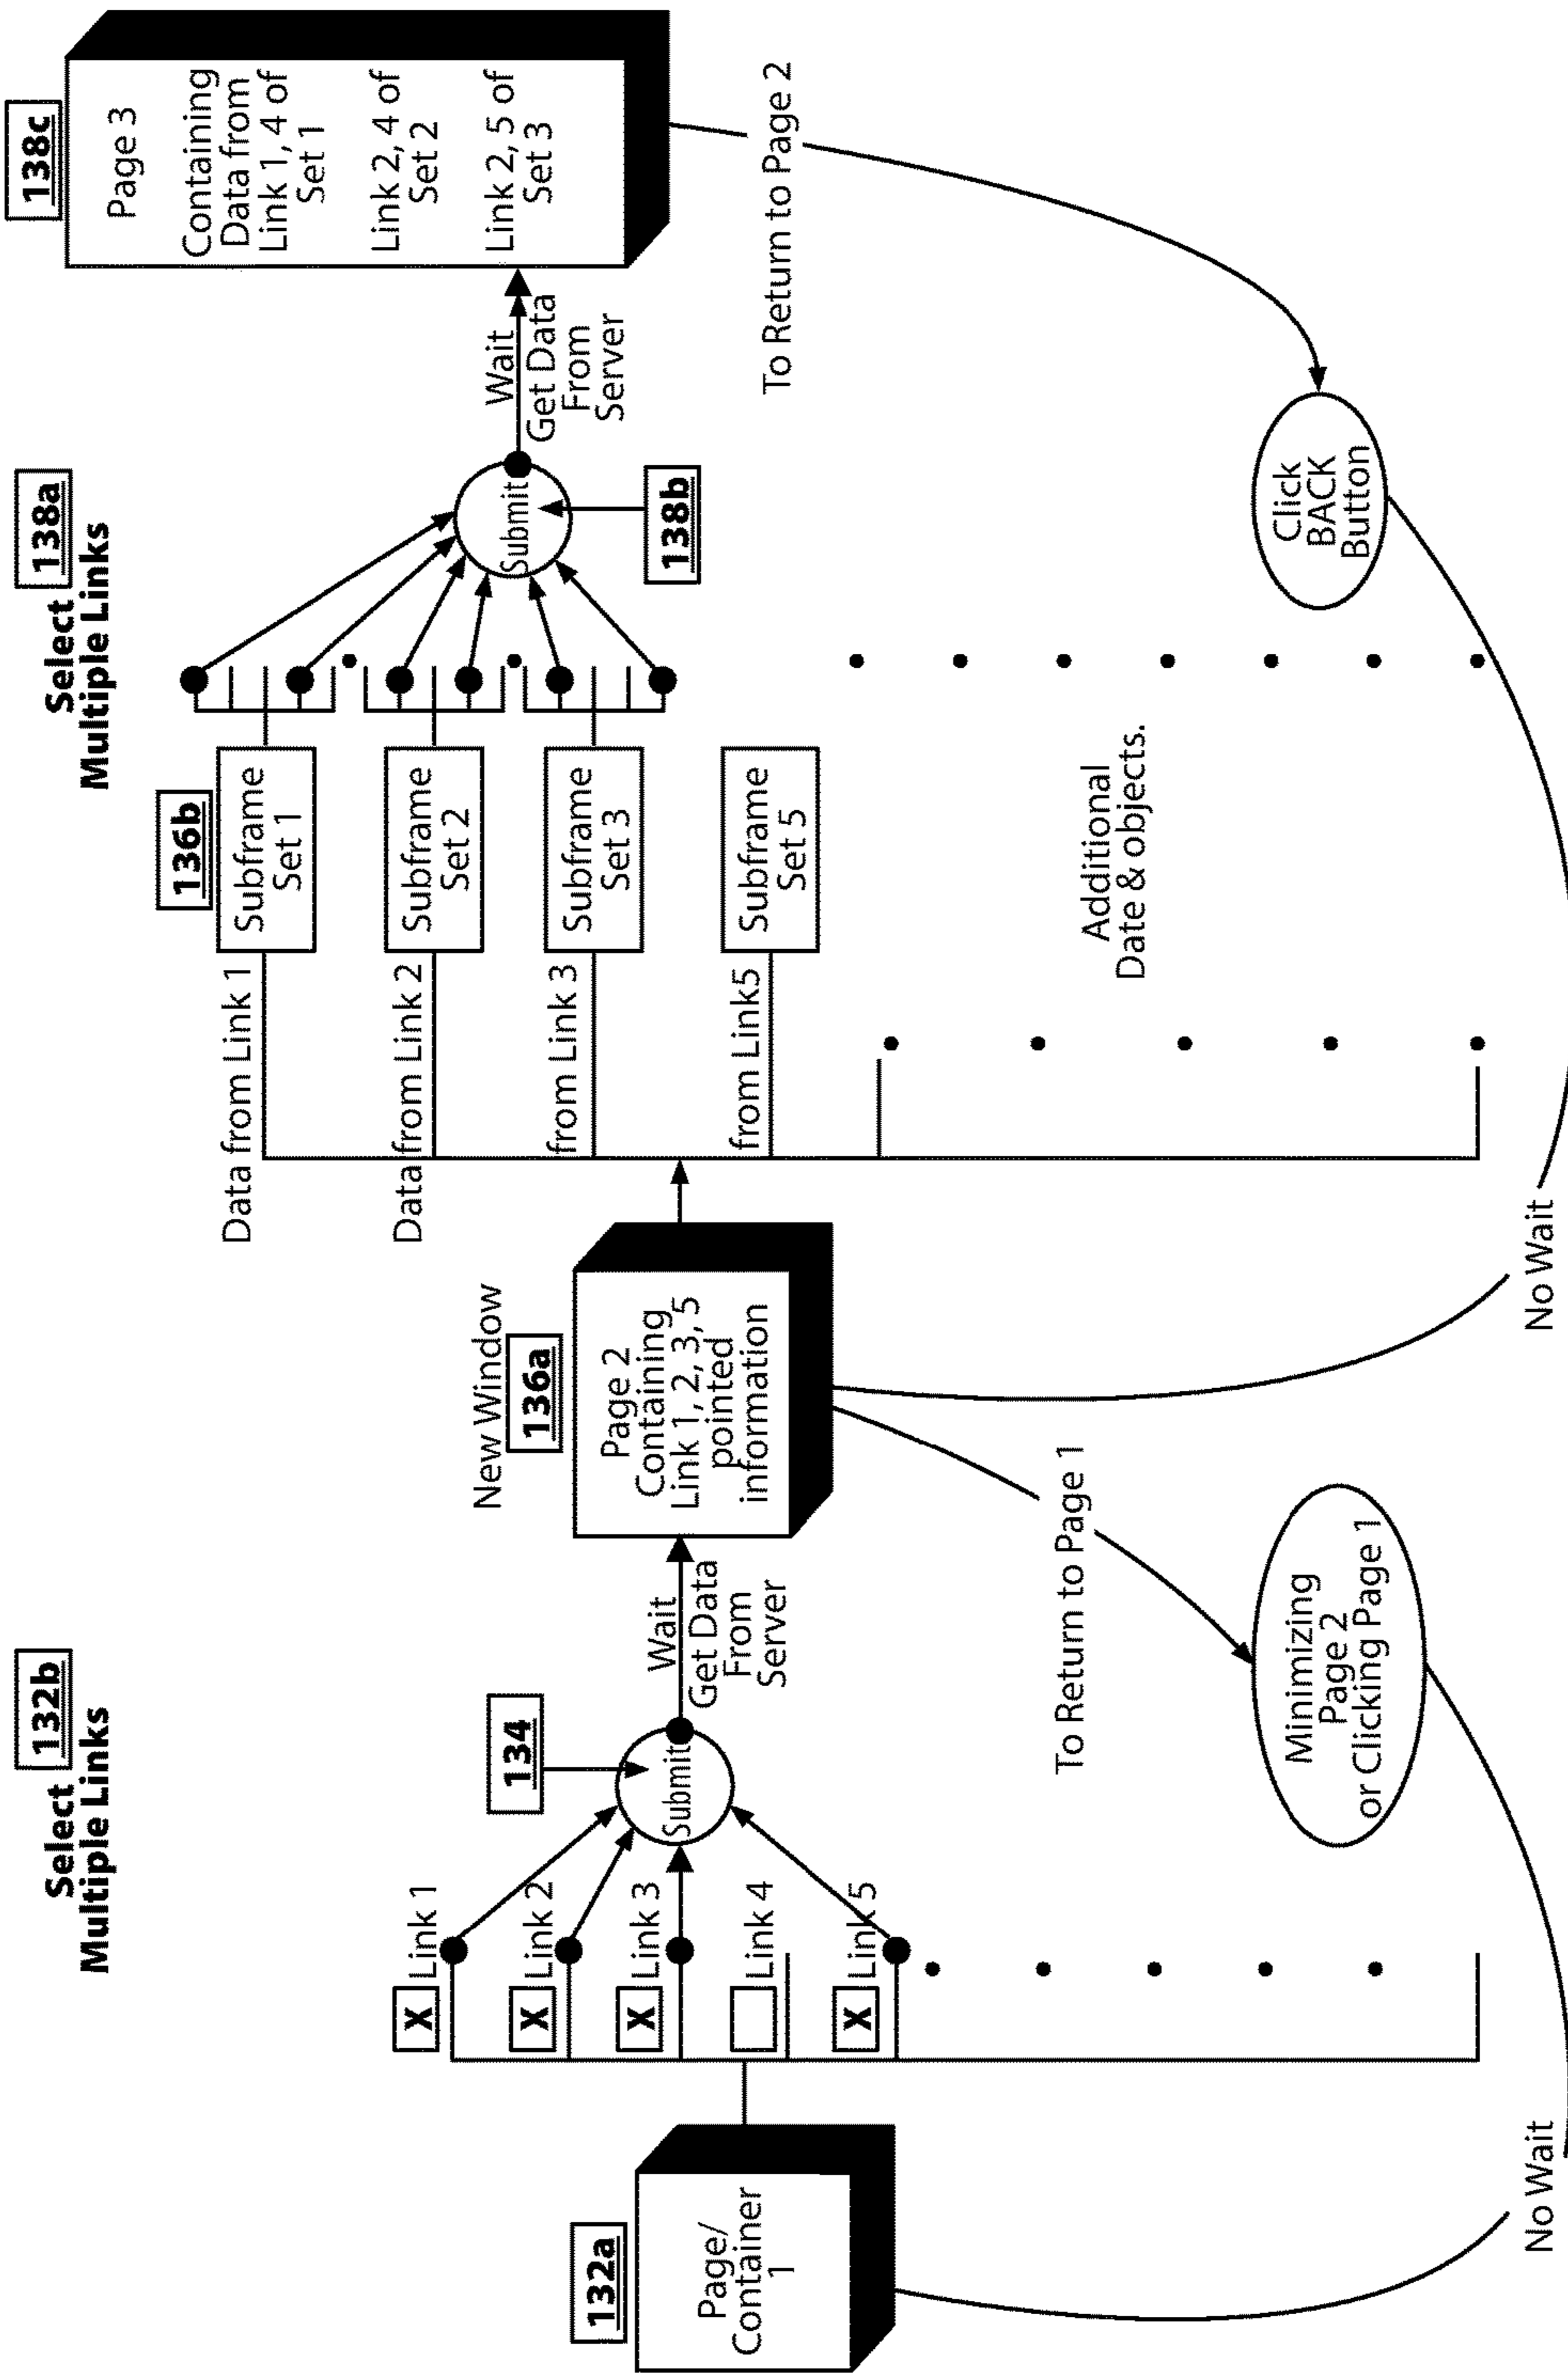 Select 132b
Multiple Links
Select 138a
Multiple Links
132a
Page/
Container
1
X Link 1
X Link 2
X Link 3
Link 4
X Link 5
134
Submit
Wait
Get Data
From
Server
New Window
136a
Page 2
Containing
Link 1, 2, 3, 5
pointed
information
Data from Link 1
Data from Link 2
from Link 3
from Link5
136b
Subframe
Set 1
Subframe
Set 2
Subframe
Set 3
Subframe
Set 5
Additional
Date & objects.
Submit
138b
Wait
Get Data
From
Server
138c
Page 3
Containing
Data from
Link 1, 4 of
Set 1
Link 2, 4 of
Set 2
Link 2, 5 of
Set 3
To Return to Page 1
Minimizing
Page 2
or Clicking Page 1
No Wait
To Return to Page 2
Click
BACK
Button
No Wait